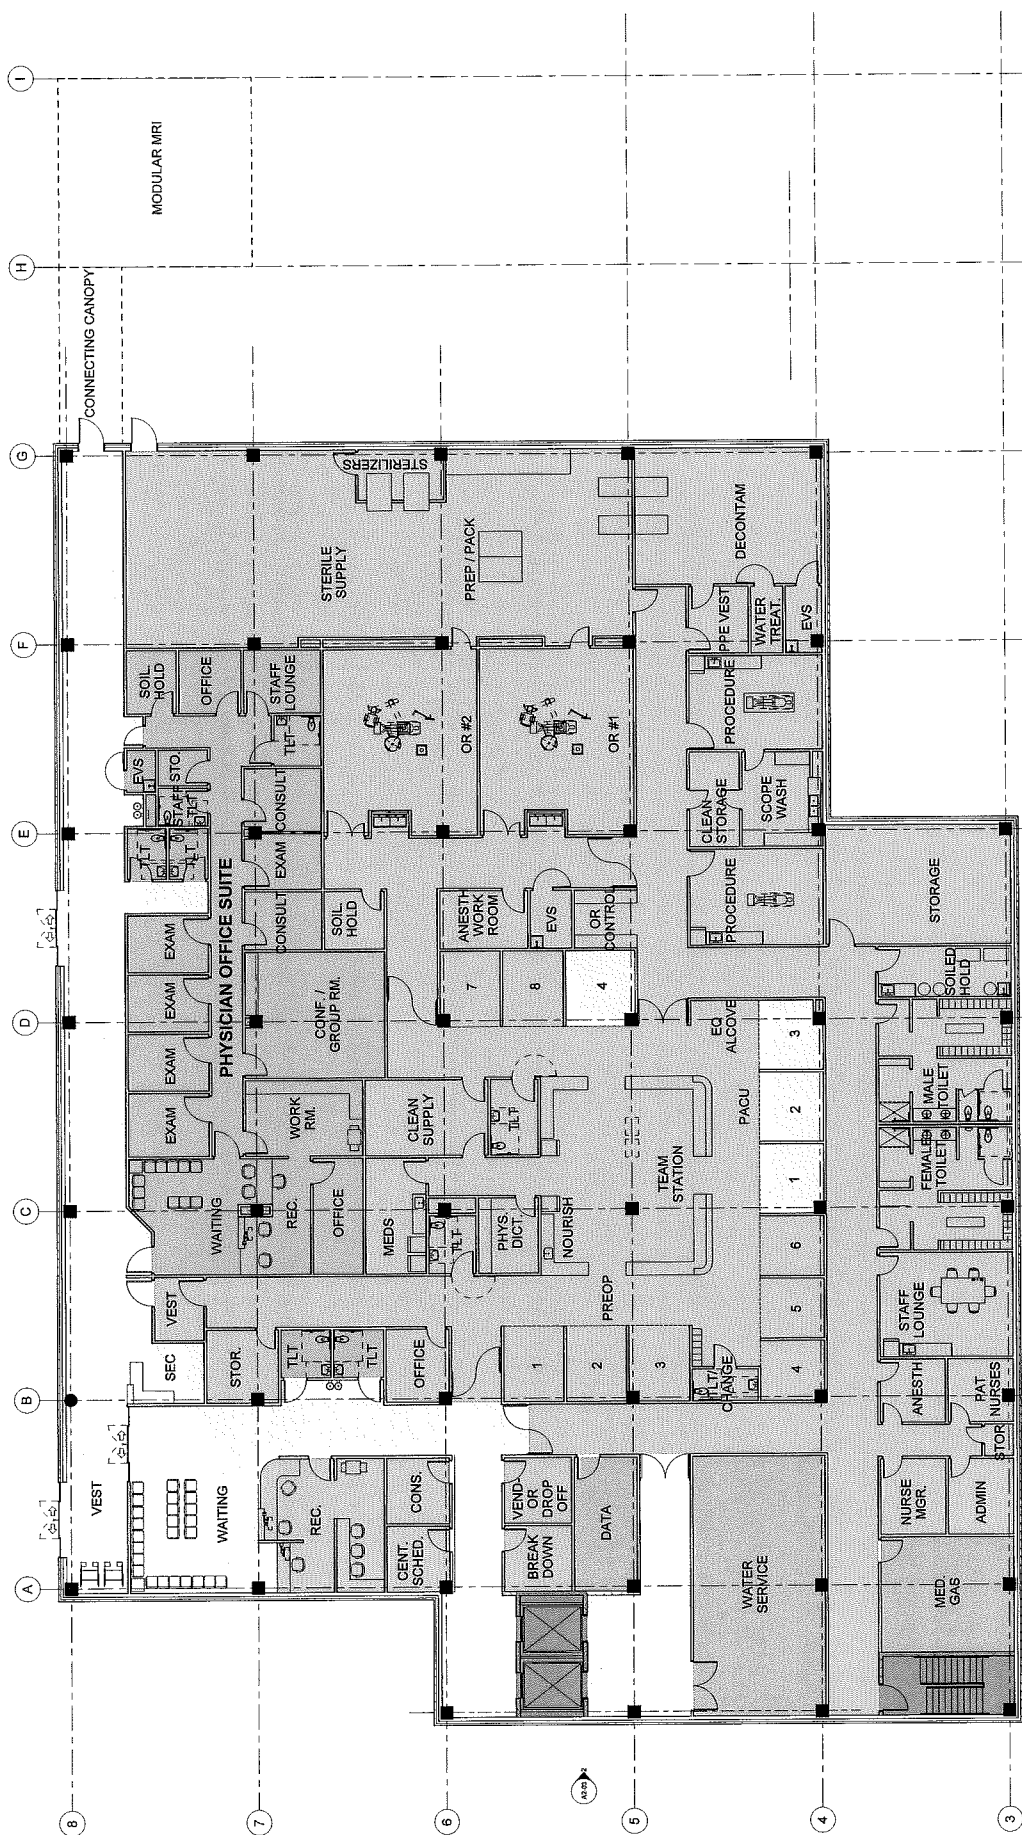 I
H
G
F
E
D
C
B
A
8
7
6
5
4
3
MODULAR MRI
CONNECTING CANOPY
STERILIZERS
STERILE
SUPPLY
PREP / PACK
DECONTAM
PPE VEST
WATER
TREAT.
EVS
SOIL
HOLD
OFFICE
STAFF
LOUNGE
TLT
OR #2
OR #1
PROCEDURE
EVS
STO.
STAFF
TLT
TLT
TLT
CONSULT
EXAM
CONSULT
CLEAN
STORAGE
SCOPE
WASH
PHYSICIAN OFFICE SUITE
EXAM
EXAM
EXAM
EXAM
SOIL.
HOLD
ANESTH
WORK
ROOM
EVS
OR
CONTROL
PROCEDURE
STORAGE
CONF. /
GROUP RM.
7
8
4
SOILED
HOLD
EQ
ALCOVE
3
2
1
PACU
WORK
RM.
CLEAN
SUPPLY
TLT
MALE
TOILET
FEMALE
TOILET
WAITING
REC.
OFFICE
MEDS
TLT
PHYS.
DICT.
NOURISH
TEAM
STATION
6
5
4
PREOP
STAFF
LOUNGE
VEST
SEC
STOR.
TLT
TLT
OFFICE
1
2
3
TLT/
CHANGE
ANESTH
PAT
NURSES
STOR
VEST
WAITING
REC.
CONS.
CENT.
SCHED.
VEND-
OR
DROP
OFF
BREAK
DOWN
DATA
WATER
SERVICE
NURSE
MGR.
ADMIN
MED.
GAS
2